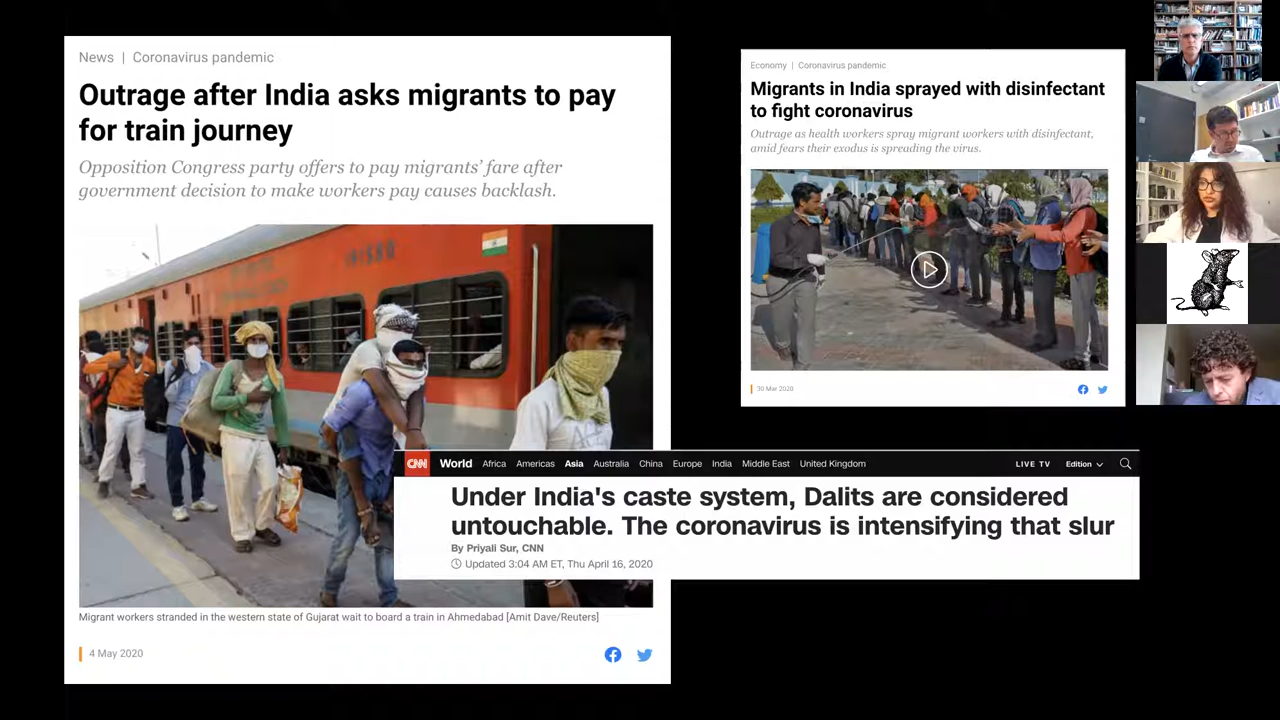 News | Coronavirus pandemic
Outrage after India asks migrants to pay
for train journey
Opposition Congress party offers to pay migrants' fare after
government decision to make workers pay causes backlash.
Migrant workers stranded in the western state of Gujarat wait to board a train in Ahmedabad [Amit Dave/Reuters]
4 May 2020
Economy | Coronavirus pandemic
Migrants in India sprayed with disinfectant
to fight coronavirus
Outrage as health workers spray migrant workers with disinfectant,
amid fears their exodus is spreading the virus.
30 Mar 2020
CNN World Africa Americas Asia Australia China Europe India Middle East United Kingdom LIVE TV Edition
Under India's caste system, Dalits are considered
untouchable. The coronavirus is intensifying that slur
By Priyali Sur, CNN
Updated 3:04 AM ET, Thu April 16, 2020